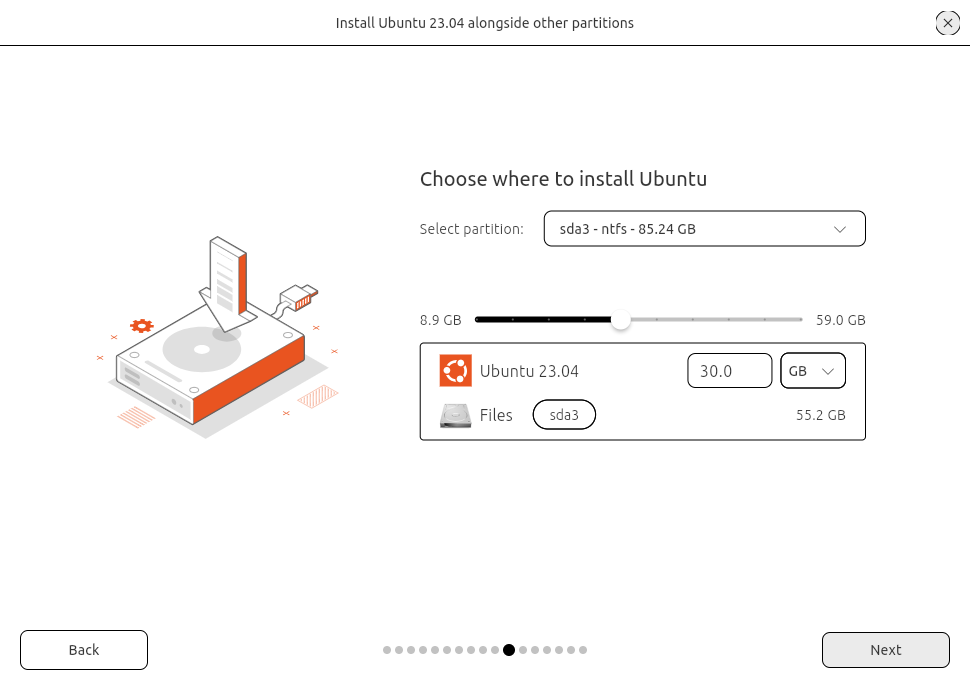 Install Ubuntu 23.04 alongside other partitions
Choose where to install Ubuntu
Select partition: sda3 - ntfs - 85.24 GB
8.9 GB 59.0 GB
Ubuntu 23.04 30.0 GB
Files sda3 55.2 GB
Back Next